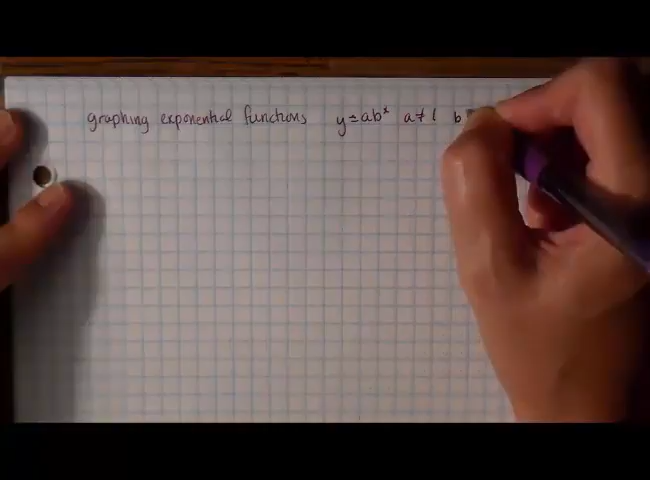 graphing exponential functions y = ab^x a ≠ 1 b